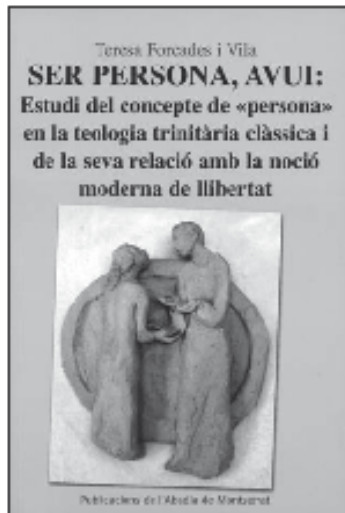 Teresa Forcades i Vila
SER PERSONA, AVUI:
Estudi del concepte de «persona»
en la teologia trinitària clàssica i
de la seva relació amb la noció
moderna de llibertat
Publicacions de l'Abadia de Montserrat